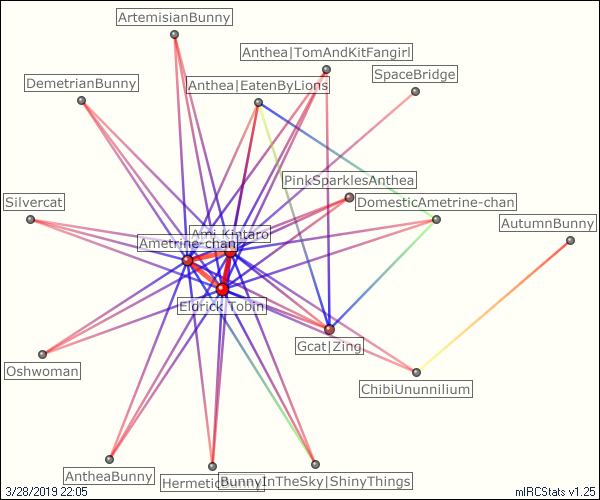 ArtemisianBunny
Anthea|TomAndKitFangirl
SpaceBridge
DemetrianBunny
Anthea|EatenByLions
PinkSparklesAnthea
Silvercat
DomesticAmetrine-chan
AutumnBunny
Ami_Kintaro
Ametrine-chan
Eldrick_Tobin
Gcat|Zing
Oshwoman
ChibiUnunnilium
AntheaBunny
BunnyInTheSky|ShinyThings
3/28/2019 22:05
mIRCStats v1.25